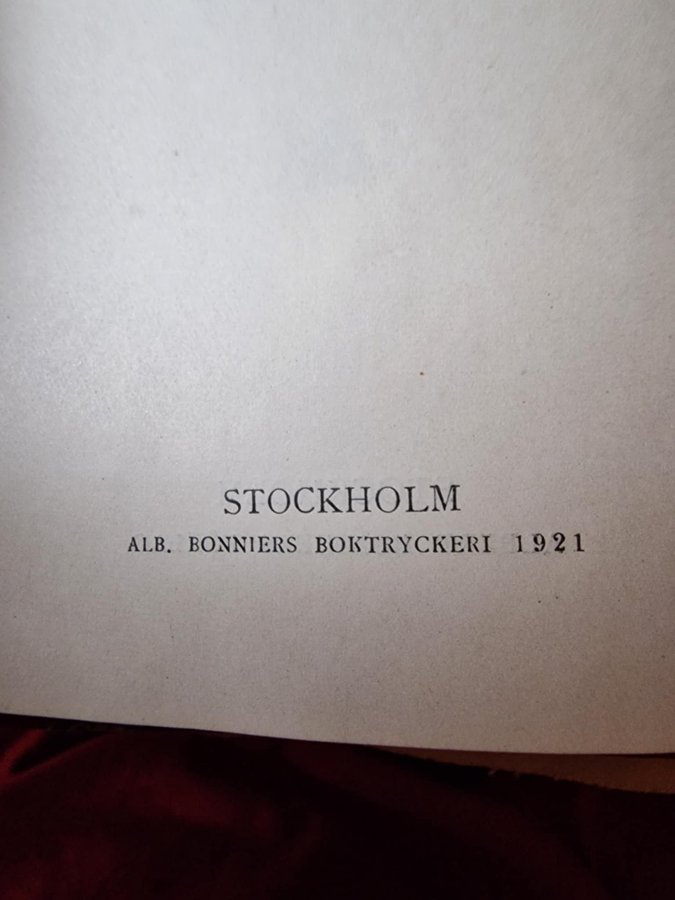 STOCKHOLM
ALB. BONNIERS BOKTRYCKERI 1921